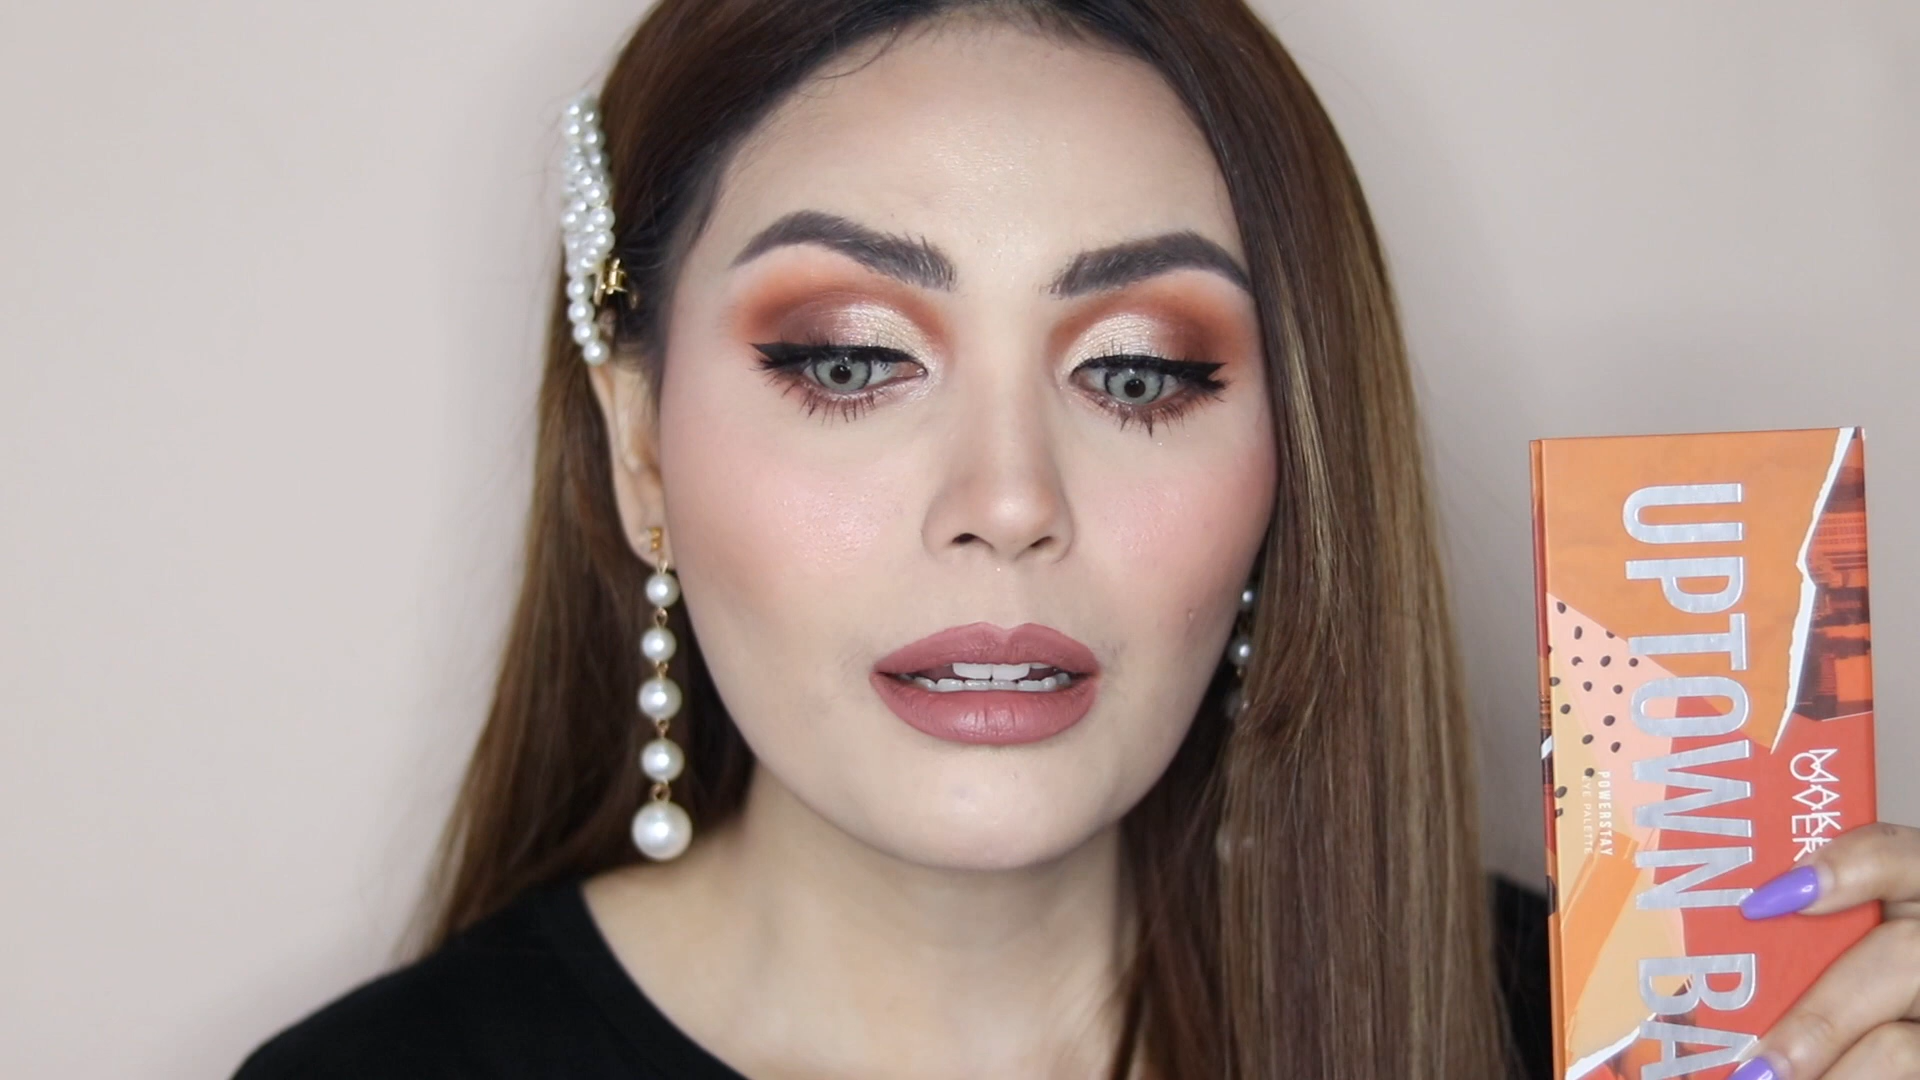 UPTOWN BA
MAKE
OVER
POWERSTAY
EYE PALETTE